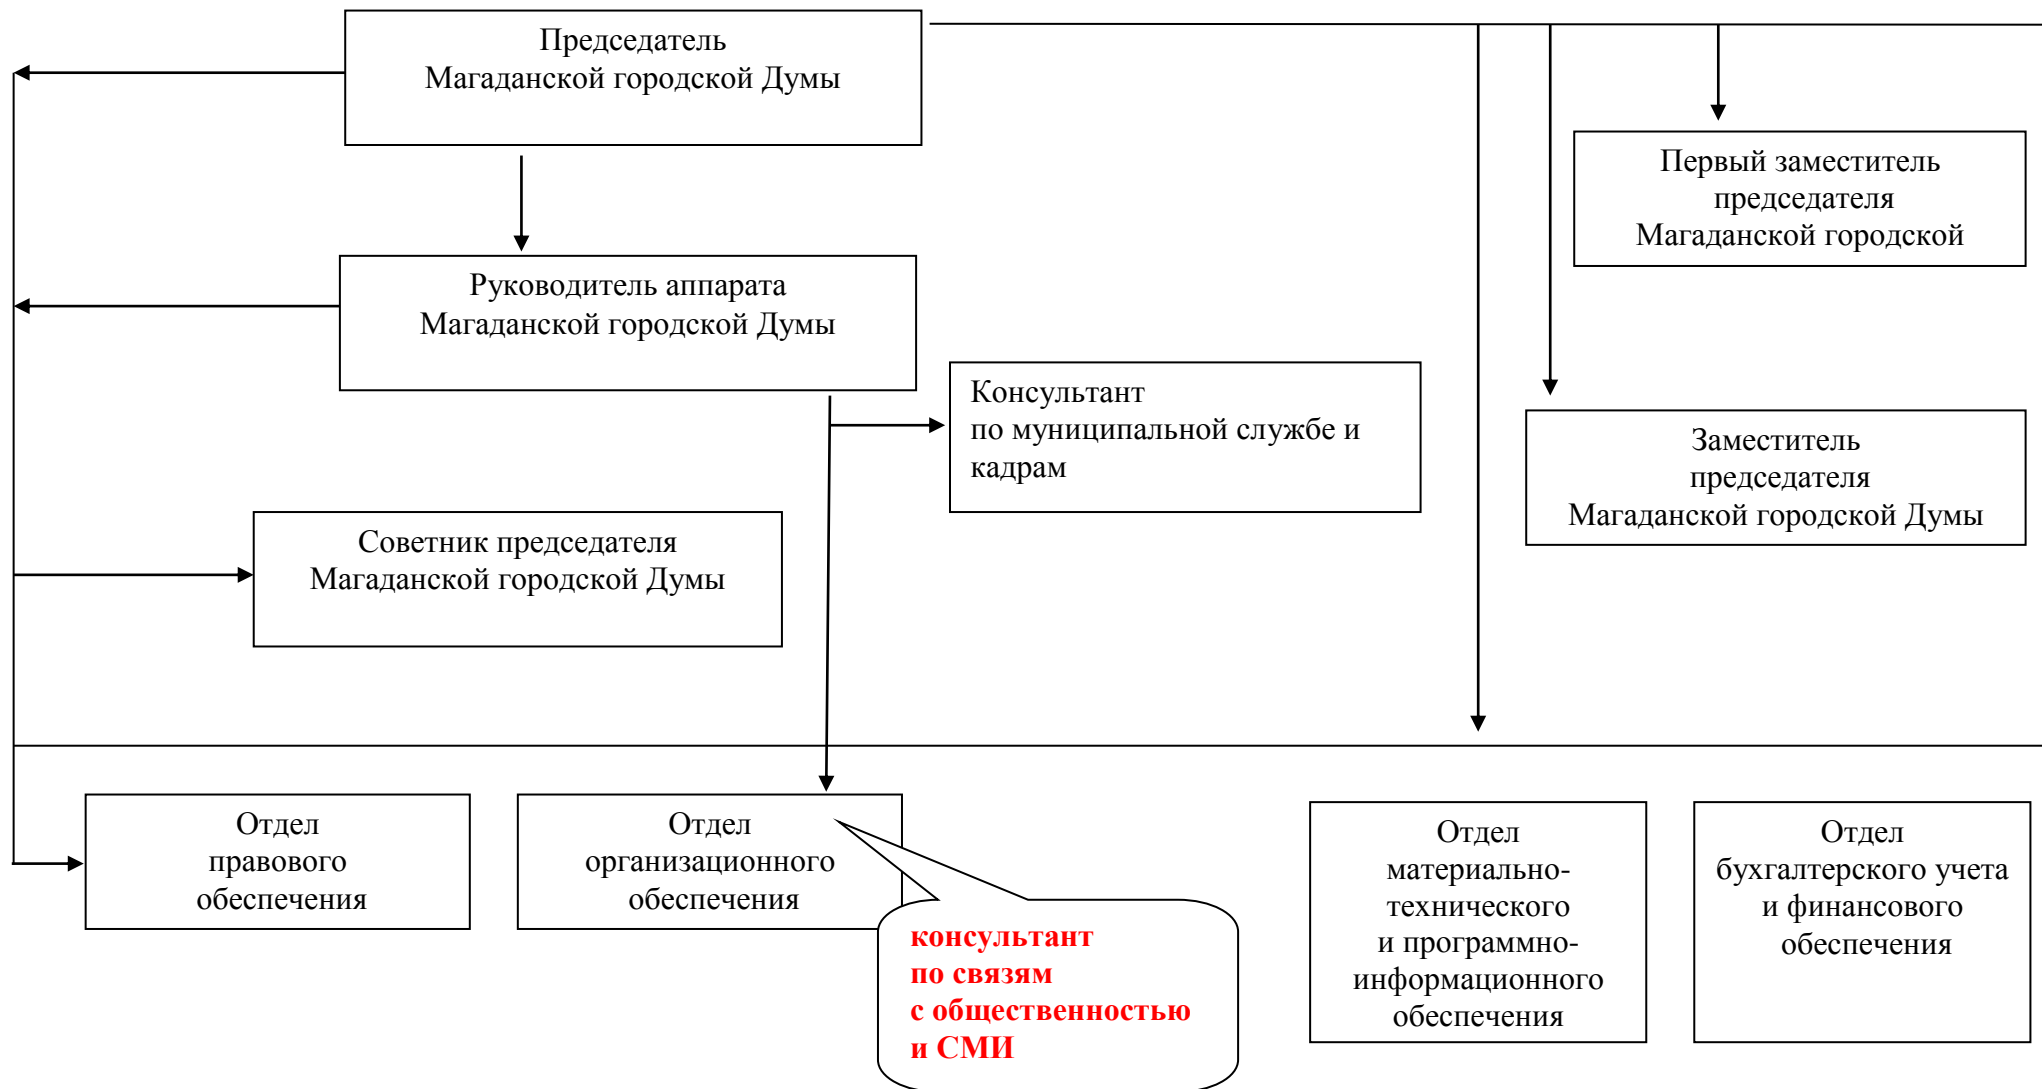 Председатель
Магаданской городской Думы
Первый заместитель
председателя
Магаданской городской
Руководитель аппарата
Магаданской городской Думы
Консультант
по муниципальной службе и
кадрам
Заместитель
председателя
Магаданской городской Думы
Советник председателя
Магаданской городской Думы
Отдел
правового
обеспечения
Отдел
организационного
обеспечения
консультант
по связям
с общественностью
и СМИ
Отдел
материально-
технического
и программно-
информационного
обеспечения
Отдел
бухгалтерского учета
и финансового
обеспечения